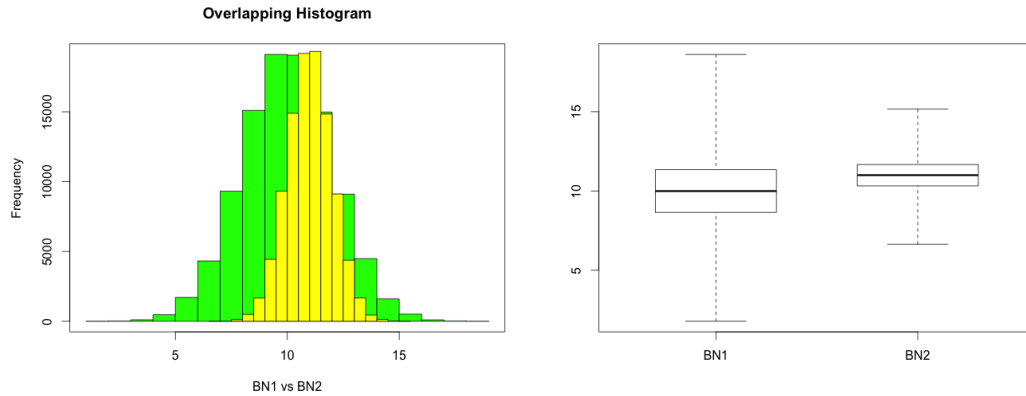 Overlapping Histogram
Frequency
0 5000 10000 15000
5 10 15
BN1 vs BN2
5 10 15
BN1 BN2